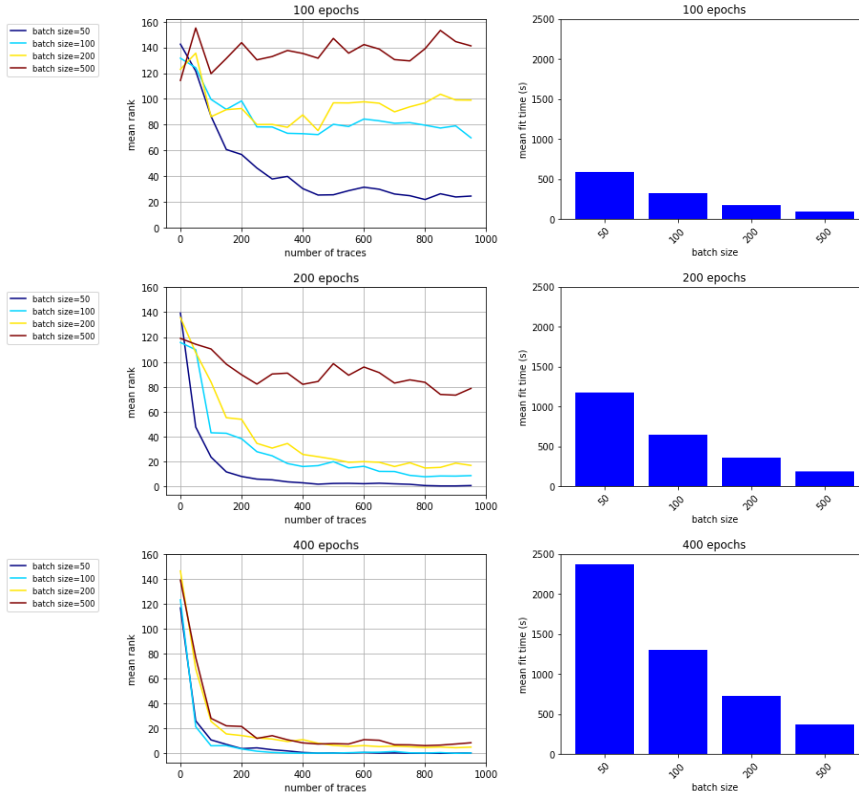 100 epochs
batch size=50
batch size=100
batch size=200
batch size=500
160
140
120
100
80
60
40
20
0
mean rank
0 200 400 600 800 1000
number of traces
100 epochs
2500
2000
1500
1000
500
0
mean fit time (s)
50 100 200 500
batch size
200 epochs
batch size=50
batch size=100
batch size=200
batch size=500
160
140
120
100
80
60
40
20
0
mean rank
0 200 400 600 800 1000
number of traces
200 epochs
2500
2000
1500
1000
500
0
mean fit time (s)
50 100 200 500
batch size
400 epochs
batch size=50
batch size=100
batch size=200
batch size=500
160
140
120
100
80
60
40
20
0
mean rank
0 200 400 600 800 1000
number of traces
400 epochs
2500
2000
1500
1000
500
0
mean fit time (s)
50 100 200 500
batch size